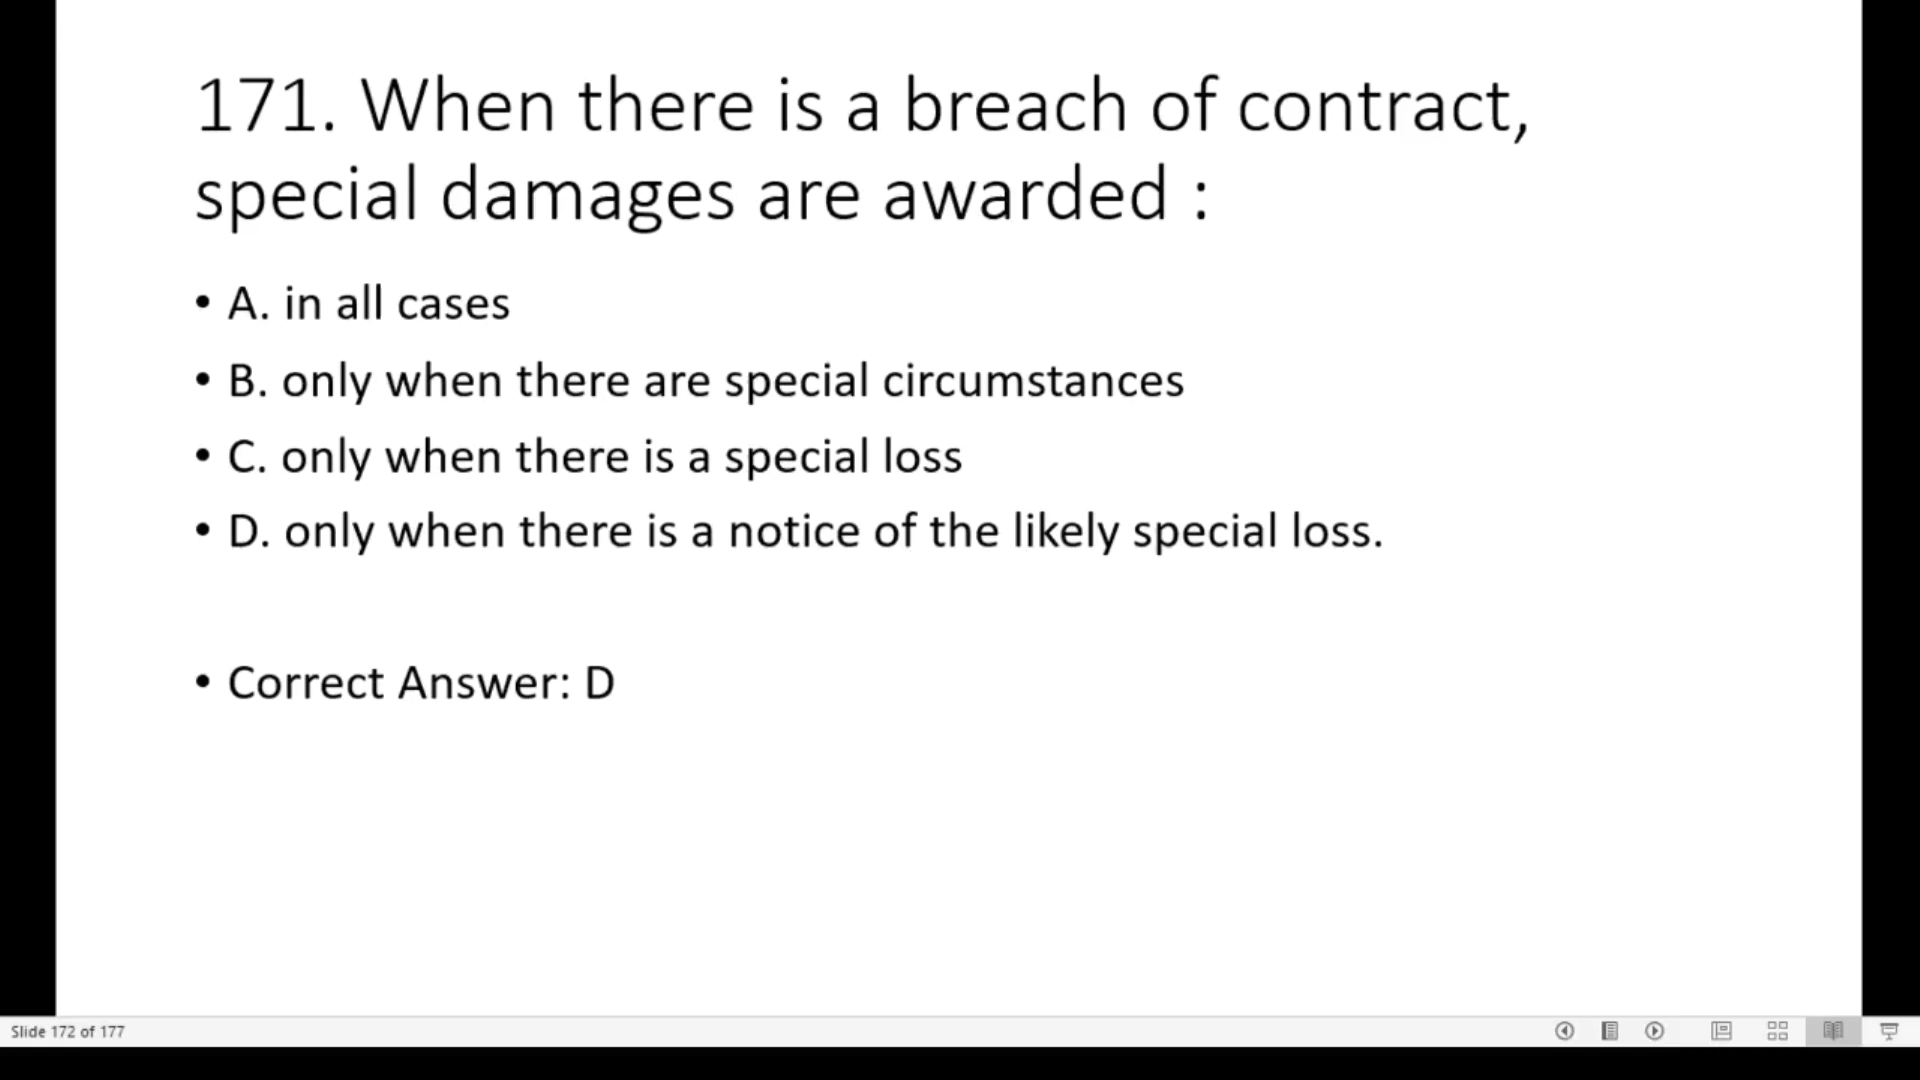 171. When there is a breach of contract,
special damages are awarded :
• A. in all cases
• B. only when there are special circumstances
• C. only when there is a special loss
• D. only when there is a notice of the likely special loss.
• Correct Answer: D
Slide 172 of 177